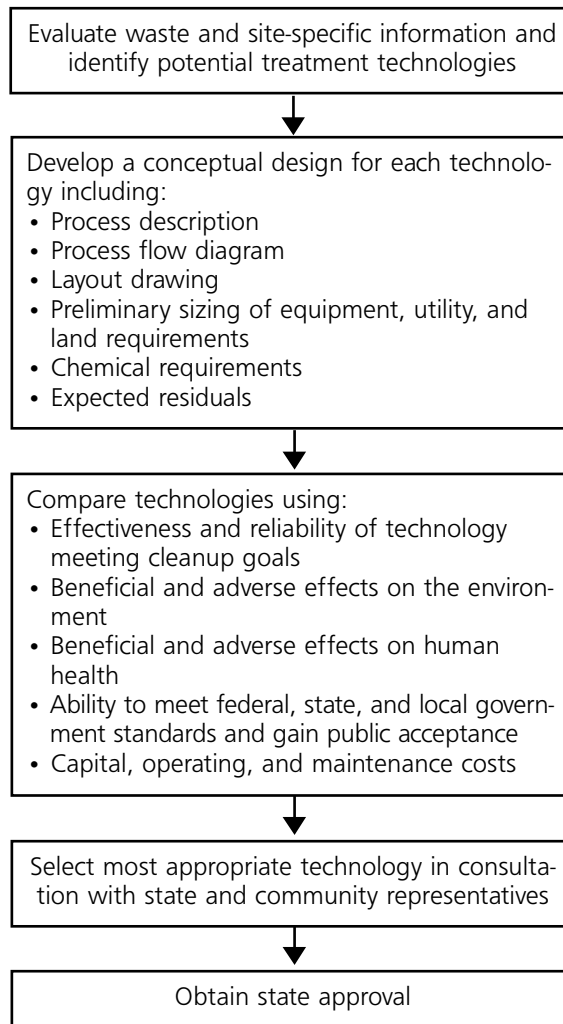 Evaluate waste and site-specific information and
identify potential treatment technologies
Develop a conceptual design for each technolo-
gy including:
• Process description
• Process flow diagram
• Layout drawing
• Preliminary sizing of equipment, utility, and
land requirements
• Chemical requirements
• Expected residuals
Compare technologies using:
• Effectiveness and reliability of technology
meeting cleanup goals
• Beneficial and adverse effects on the environ-
ment
• Beneficial and adverse effects on human
health
• Ability to meet federal, state, and local govern-
ment standards and gain public acceptance
• Capital, operating, and maintenance costs
Select most appropriate technology in consulta-
tion with state and community representatives
Obtain state approval